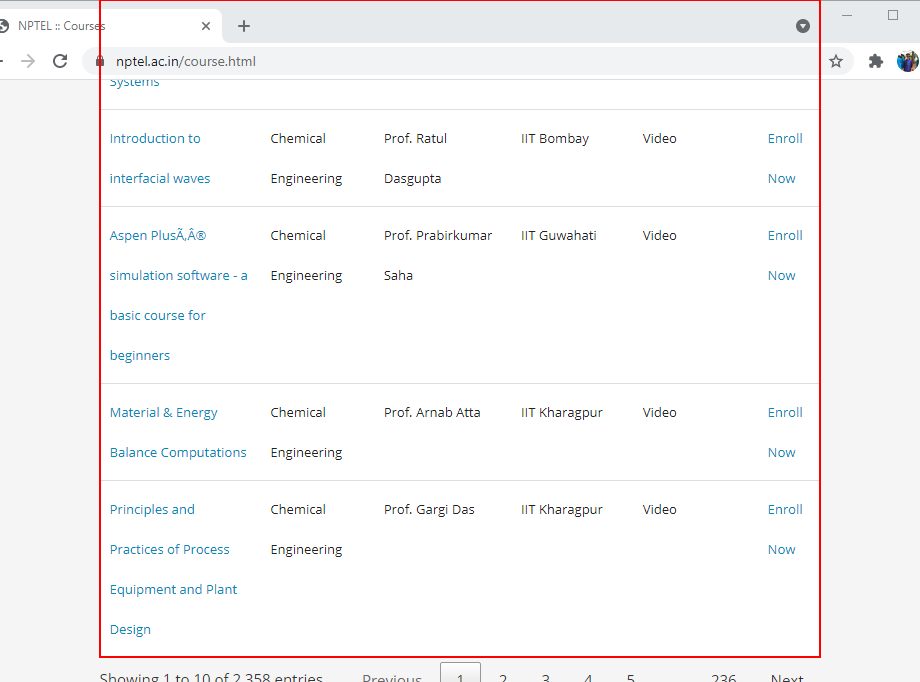 NPTEL :: Courses
nptel.ac.in/course.html
Systems
Introduction to Chemical Prof. Ratul IIT Bombay Video Enroll
interfacial waves Engineering Dasgupta Now
Aspen PlusÃ‚Â® Chemical Prof. Prabirkumar IIT Guwahati Video Enroll
simulation software - a Engineering Saha Now
basic course for
beginners
Material & Energy Chemical Prof. Arnab Atta IIT Kharagpur Video Enroll
Balance Computations Engineering Now
Principles and Chemical Prof. Gargi Das IIT Kharagpur Video Enroll
Practices of Process Engineering Now
Equipment and Plant
Design
Showing 1 to 10 of 2,358 entries Previous 1 2 3 4 5 236 Next